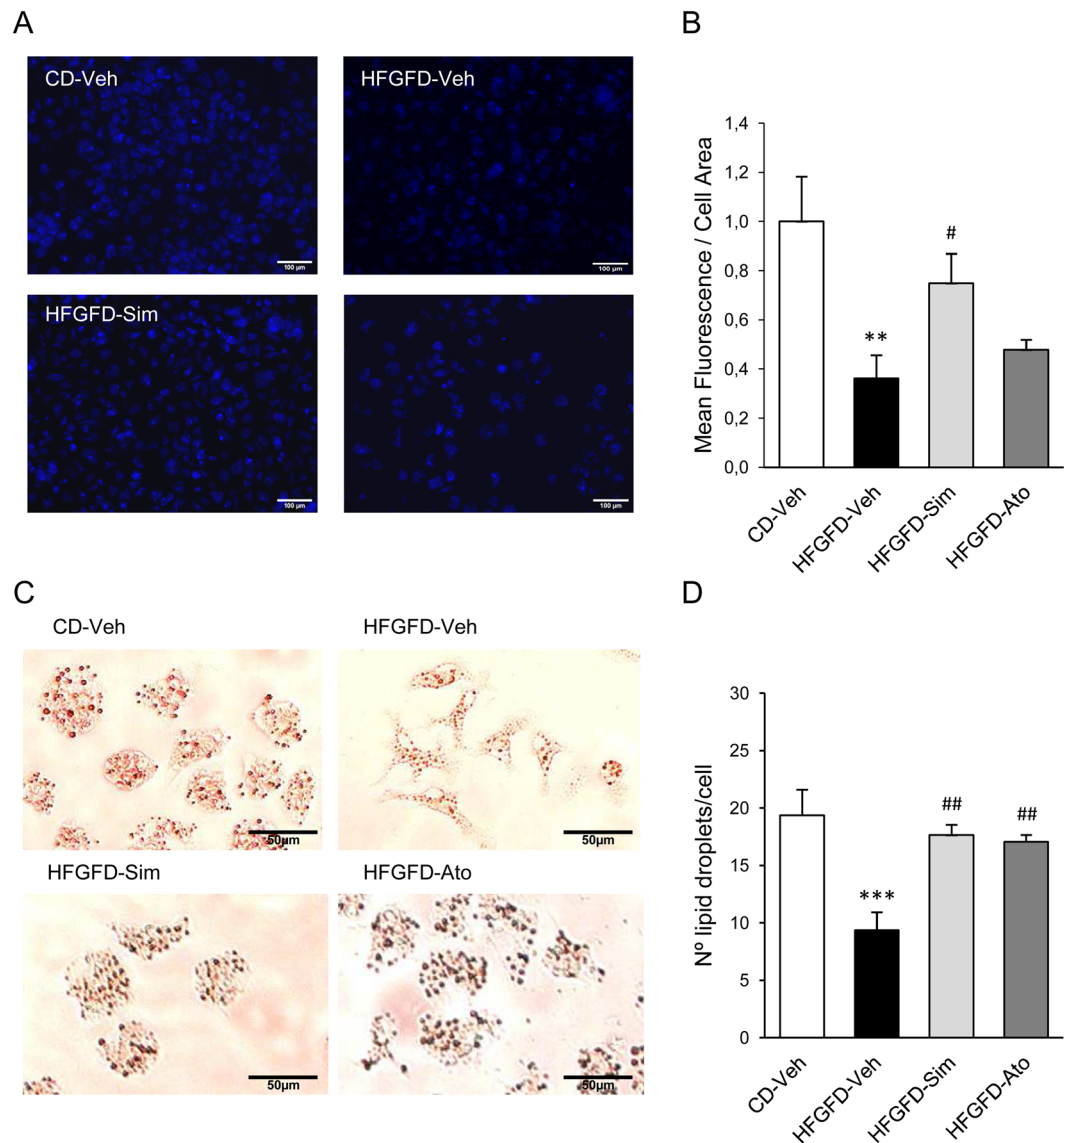 A
CD-Veh
HFGFD-Veh
100 µm
100 µm
HFGFD-Sim
100 µm
100 µm
B
Mean Fluorescence / Cell Area
1,4
1,2
1,0
0,8
0,6
0,4
0,2
0,0
**
#
CD-Veh
HFGFD-Veh
HFGFD-Sim
HFGFD-Ato
C
CD-Veh
HFGFD-Veh
50µm
50µm
HFGFD-Sim
HFGFD-Ato
50µm
50µm
D
Nº lipid droplets/cell
30
25
20
15
10
5
0
***
##
##
CD-Veh
HFGFD-Veh
HFGFD-Sim
HFGFD-Ato